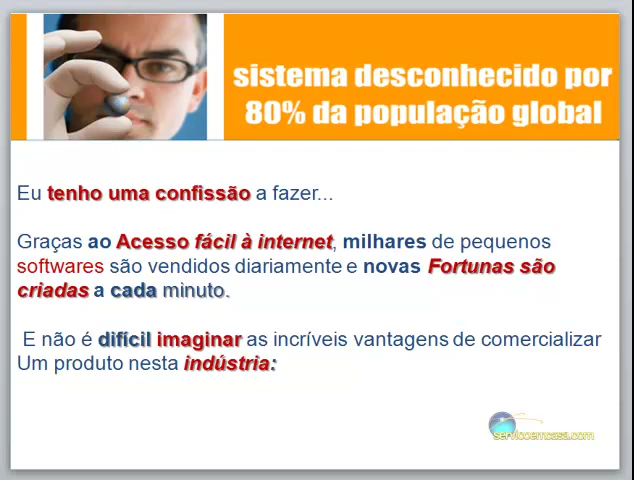 sistema desconhecido por
80% da população global
Eu tenho uma confissão a fazer...
Graças ao Acesso fácil à internet, milhares de pequenos
softwares são vendidos diariamente e novas Fortunas são
criadas a cada minuto.
E não é difícil imaginar as incríveis vantagens de comercializar
Um produto nesta indústria:
servicoemcasa.com